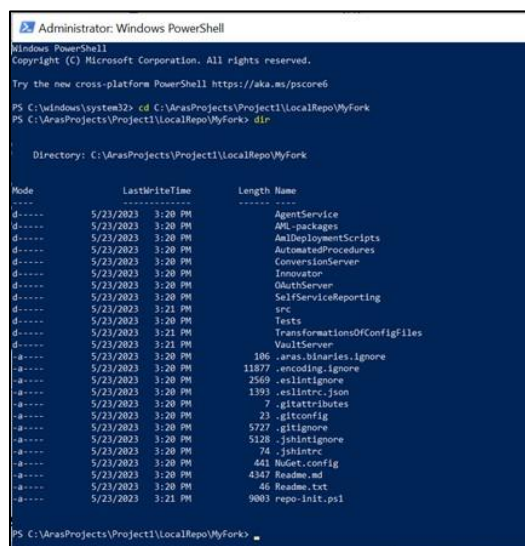 Administrator: Windows PowerShell
Windows PowerShell
Copyright (C) Microsoft Corporation. All rights reserved.
Try the new cross-platform PowerShell https://aka.ms/pscore6
PS C:\windows\system32> cd C:\ArasProjects\Project1\LocalRepo\MyFork
PS C:\ArasProjects\Project1\LocalRepo\MyFork> dir
Directory: C:\ArasProjects\Project1\LocalRepo\MyFork
Mode LastWriteTime Length Name
---- ------------- ------ ----
d----- 5/23/2023 3:20 PM AgentService
d----- 5/23/2023 3:20 PM AML-packages
d----- 5/23/2023 3:20 PM AmlDeploymentScripts
d----- 5/23/2023 3:20 PM AutomatedProcedures
d----- 5/23/2023 3:20 PM ConversionServer
d----- 5/23/2023 3:20 PM Innovator
d----- 5/23/2023 3:20 PM OAuthServer
d----- 5/23/2023 3:20 PM SelfServiceReporting
d----- 5/23/2023 3:21 PM src
d----- 5/23/2023 3:20 PM Tests
d----- 5/23/2023 3:21 PM TransformationsOfConfigFiles
d----- 5/23/2023 3:21 PM VaultServer
-a---- 5/23/2023 3:20 PM 106 .aras.binaries.ignore
-a---- 5/23/2023 3:20 PM 11877 .encoding.ignore
-a---- 5/23/2023 3:20 PM 2569 .eslintignore
-a---- 5/23/2023 3:20 PM 1393 .eslintrc.json
-a---- 5/23/2023 3:20 PM 7 .gitattributes
-a---- 5/23/2023 3:20 PM 23 .gitconfig
-a---- 5/23/2023 3:20 PM 5727 .gitignore
-a---- 5/23/2023 3:20 PM 5128 .jshintignore
-a---- 5/23/2023 3:20 PM 74 .jshintrc
-a---- 5/23/2023 3:20 PM 441 NuGet.config
-a---- 5/23/2023 3:20 PM 4347 Readme.md
-a---- 5/23/2023 3:20 PM 46 Readme.txt
-a---- 5/23/2023 3:21 PM 9003 repo-init.ps1
PS C:\ArasProjects\Project1\LocalRepo\MyFork>